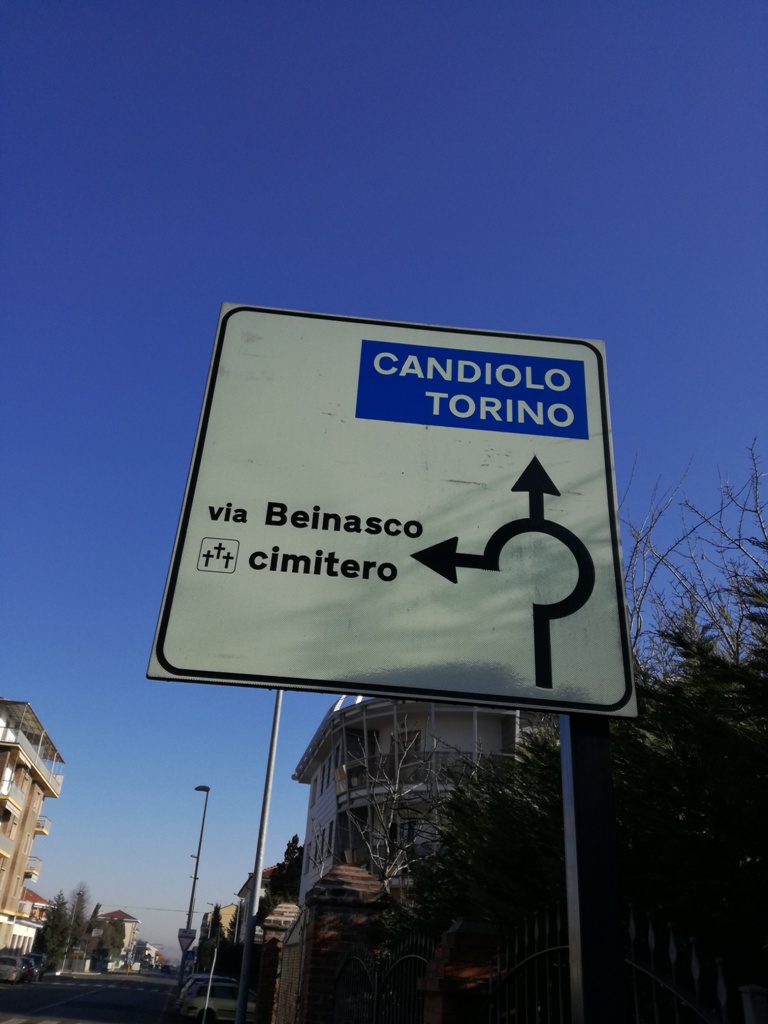 CANDIOLO
TORINO
via Beinasco
cimitero